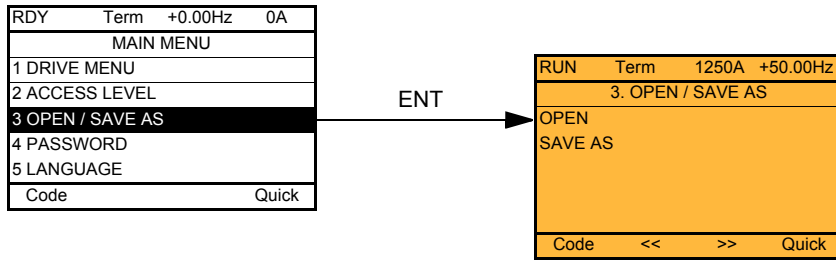 RDY Term +0.00Hz 0A
MAIN MENU
1 DRIVE MENU
2 ACCESS LEVEL
3 OPEN / SAVE AS
4 PASSWORD
5 LANGUAGE
Code Quick
ENT
RUN Term 1250A +50.00Hz
3. OPEN / SAVE AS
OPEN
SAVE AS
Code << >> Quick